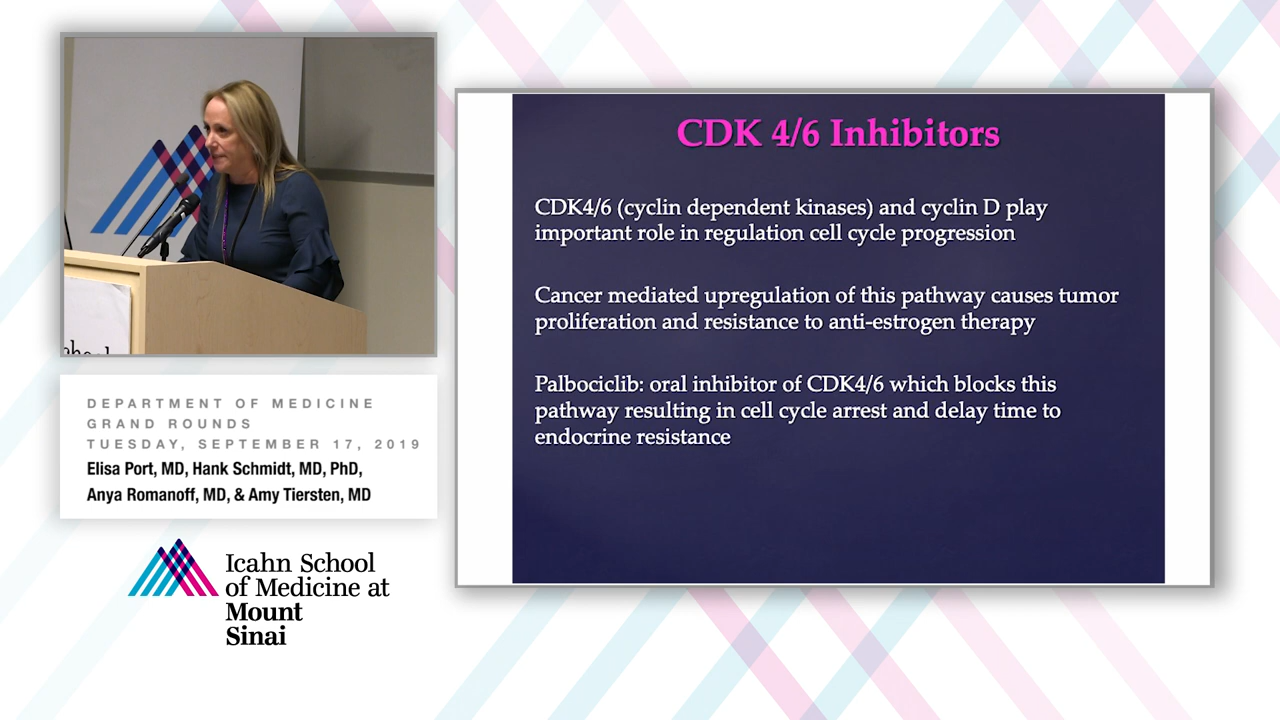 CDK 4/6 Inhibitors
CDK4/6 (cyclin dependent kinases) and cyclin D play
important role in regulation cell cycle progression
Cancer mediated upregulation of this pathway causes tumor
proliferation and resistance to anti-estrogen therapy
Palbociclib: oral inhibitor of CDK4/6 which blocks this
pathway resulting in cell cycle arrest and delay time to
endocrine resistance
DEPARTMENT OF MEDICINE
GRAND ROUNDS
TUESDAY, SEPTEMBER 17, 2019
Elisa Port, MD, Hank Schmidt, MD, PhD,
Anya Romanoff, MD, & Amy Tiersten, MD
Icahn School
of Medicine at
Mount
Sinai